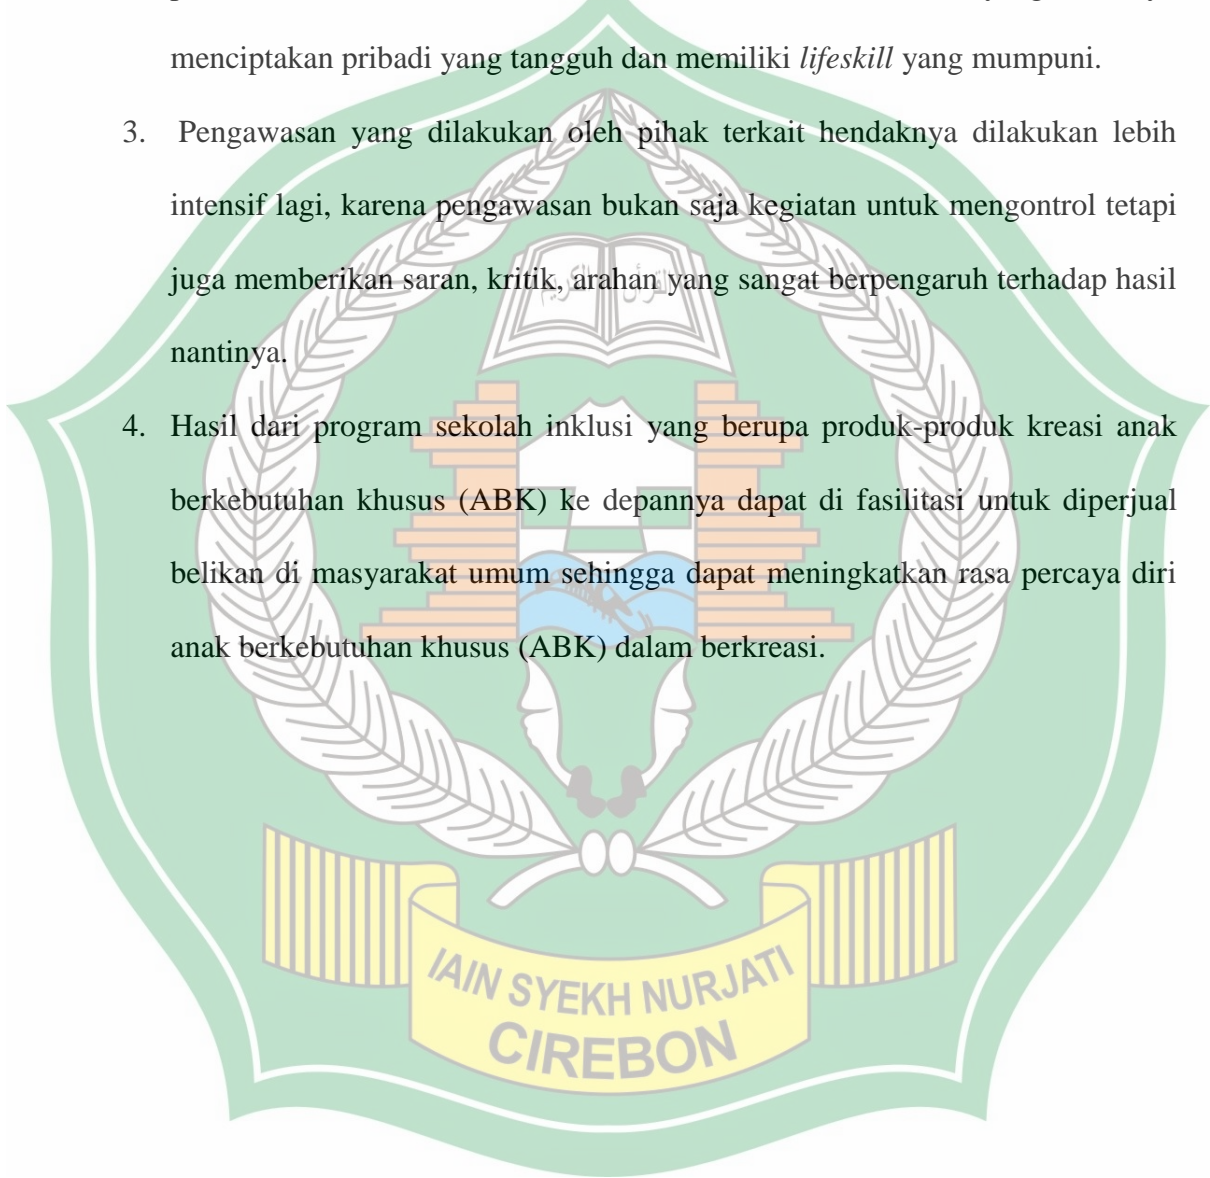 menciptakan pribadi yang tangguh dan memiliki lifeskill yang mumpuni.
3. Pengawasan yang dilakukan oleh pihak terkait hendaknya dilakukan lebih
intensif lagi, karena pengawasan bukan saja kegiatan untuk mengontrol tetapi
juga memberikan saran, kritik, arahan yang sangat berpengaruh terhadap hasil
nantinya.
4. Hasil dari program sekolah inklusi yang berupa produk-produk kreasi anak
berkebutuhan khusus (ABK) ke depannya dapat di fasilitasi untuk diperjual
belikan di masyarakat umum sehingga dapat meningkatkan rasa percaya diri
anak berkebutuhan khusus (ABK) dalam berkreasi.
القرآن الكريم
IAIN SYEKH NURJATI
CIREBON